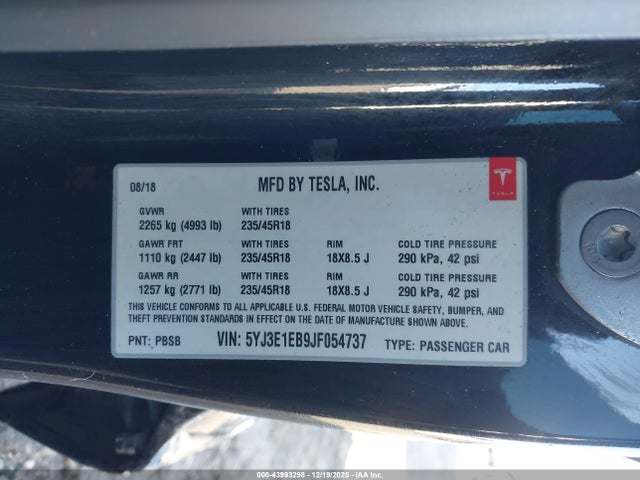 08/18 MFD BY TESLA, INC.
TESLA
GVWR WITH TIRES
2265 kg (4993 lb) 235/45R18
GAWR FRT WITH TIRES RIM COLD TIRE PRESSURE
1110 kg (2447 lb) 235/45R18 18X8.5 J 290 kPa, 42 psi
GAWR RR WITH TIRES RIM COLD TIRE PRESSURE
1257 kg (2771 lb) 235/45R18 18X8.5 J 290 kPa, 42 psi
THIS VEHICLE CONFORMS TO ALL APPLICABLE U.S. FEDERAL MOTOR VEHICLE SAFETY, BUMPER, AND
THEFT PREVENTION STANDARDS IN EFFECT ON THE DATE OF MANUFACTURE SHOWN ABOVE.
PNT: PBSB VIN: 5YJ3E1EB9JF054737 TYPE: PASSENGER CAR
000-43993298 - 12/19/2025 - IAA Inc.